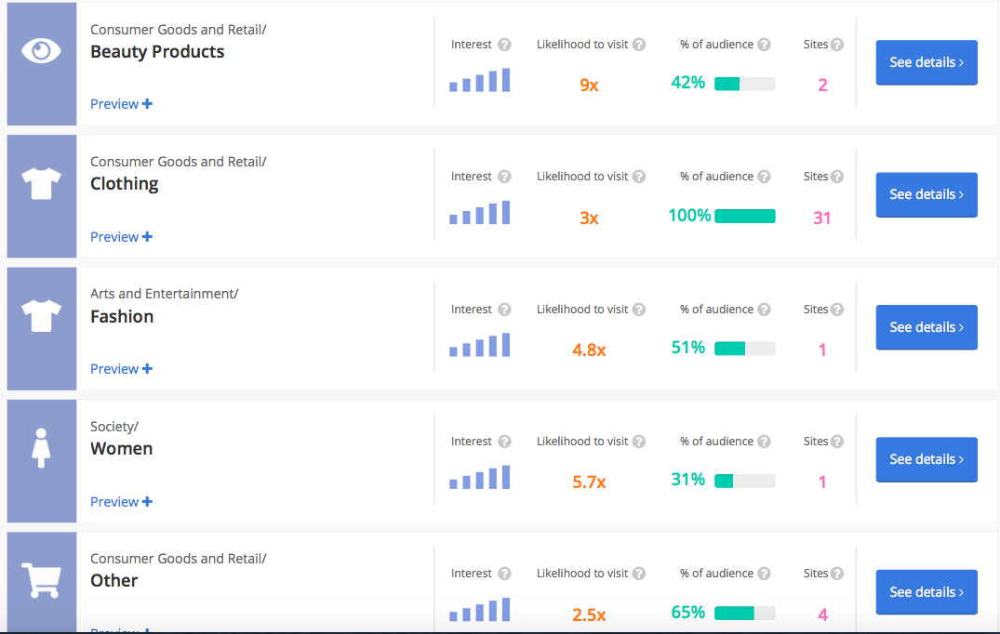 Consumer Goods and Retail/
Beauty Products
Preview +
Interest ? Likelihood to visit ? % of audience ? Sites ?
9x 42% 2
See details ›
Consumer Goods and Retail/
Clothing
Preview +
Interest ? Likelihood to visit ? % of audience ? Sites ?
3x 100% 31
See details ›
Arts and Entertainment/
Fashion
Preview +
Interest ? Likelihood to visit ? % of audience ? Sites ?
4.8x 51% 1
See details ›
Society/
Women
Preview +
Interest ? Likelihood to visit ? % of audience ? Sites ?
5.7x 31% 1
See details ›
Consumer Goods and Retail/
Other
Preview +
Interest ? Likelihood to visit ? % of audience ? Sites ?
2.5x 65% 4
See details ›